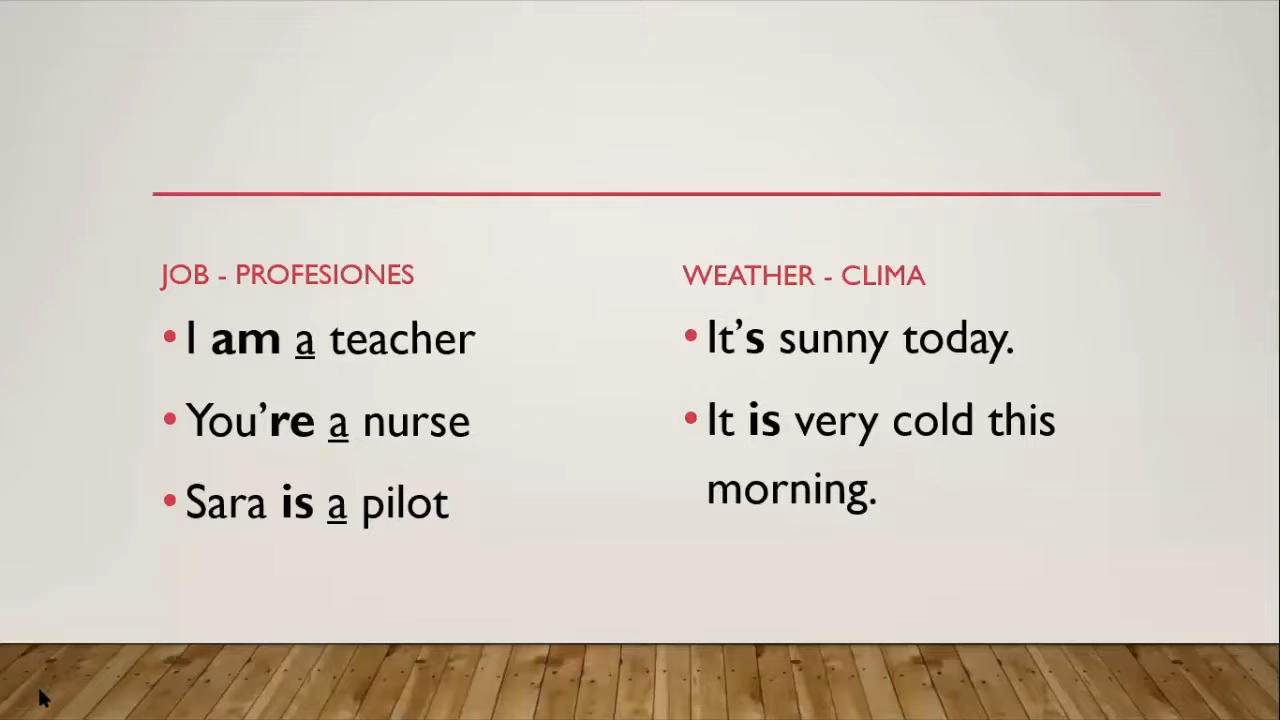 JOB - PROFESIONES
• I am a teacher
• You're a nurse
• Sara is a pilot
WEATHER - CLIMA
• It's sunny today.
• It is very cold this
morning.